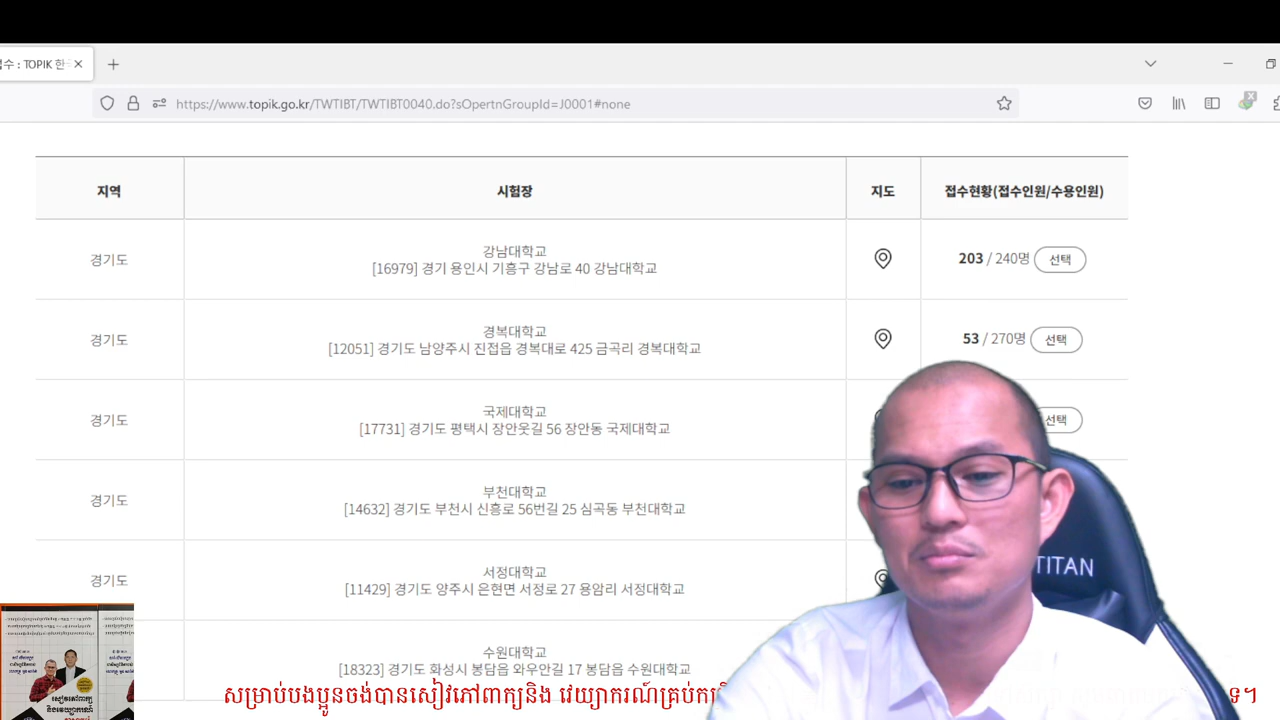 접수 : TOPIK 한국
https://www.topik.go.kr/TWTIBT/TWTIBT0040.do?sOpertnGroupId=J0001#none
지역 시험장 지도 접수현황(접수인원/수용인원)
경기도 강남대학교 203 / 240명 선택
[16979] 경기 용인시 기흥구 강남로 40 강남대학교
경기도 경복대학교 53 / 270명 선택
[12051] 경기도 남양주시 진접읍 경복대로 425 금곡리 경복대학교
경기도 국제대학교 선택
[17731] 경기도 평택시 장안웃길 56 장안동 국제대학교
경기도 부천대학교
[14632] 경기도 부천시 신흥로 56번길 25 심곡동 부천대학교
경기도 서정대학교
[11429] 경기도 양주시 은현면 서정로 27 용암리 서정대학교
수원대학교
[18323] 경기도 화성시 봉담읍 와우안길 17 봉담읍 수원대학교
TITAN
សម្រាប់បងប្អូនចង់បានសៀវភៅពាក្យនិង វេយ្យាករណ៍គ្រប់